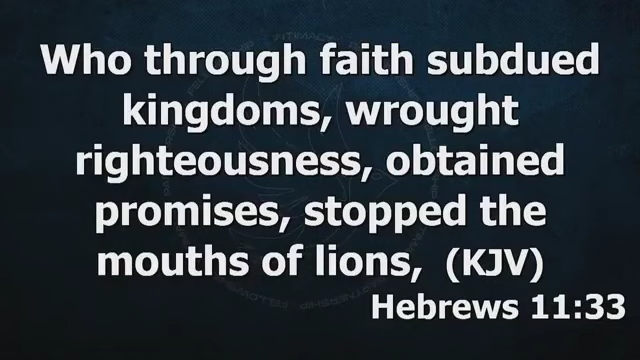 Who through faith subdued
kingdoms, wrought
righteousness, obtained
promises, stopped the
mouths of lions,  (KJV)
Hebrews 11:33